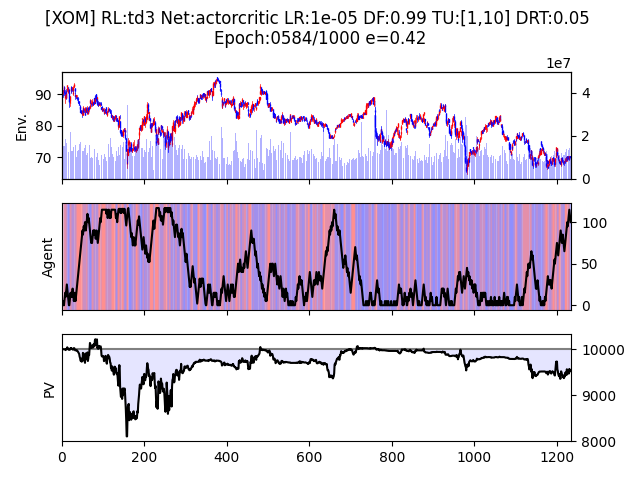 [XOM] RL:td3 Net:actorcritic LR:1e-05 DF:0.99 TU:[1,10] DRT:0.05
Epoch:0584/1000 e=0.42
1e7
Env.
90
80
70
4
2
0
Agent
100
50
0
PV
10000
9000
8000
0 200 400 600 800 1000 1200